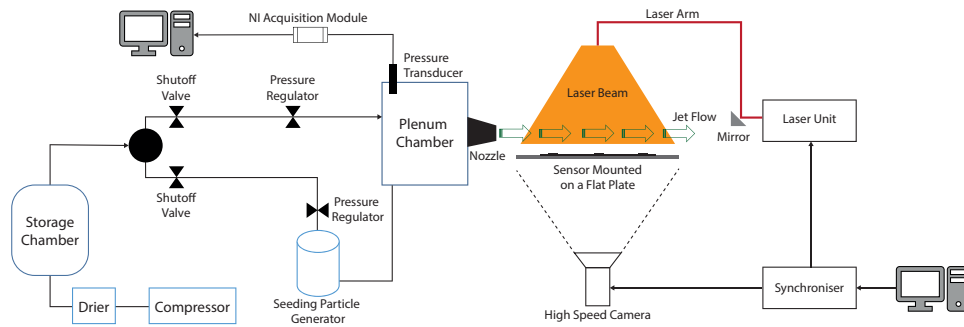 NI Acquisition Module
Pressure
Transducer
Shutoff
Valve
Pressure
Regulator
Plenum
Chamber
Nozzle
Shutoff
Valve
Pressure
Regulator
Storage
Chamber
Drier
Compressor
Seeding Particle
Generator
Laser Arm
Laser Beam
Jet Flow
Mirror
Laser Unit
Sensor Mounted
on a Flat Plate
High Speed Camera
Synchroniser